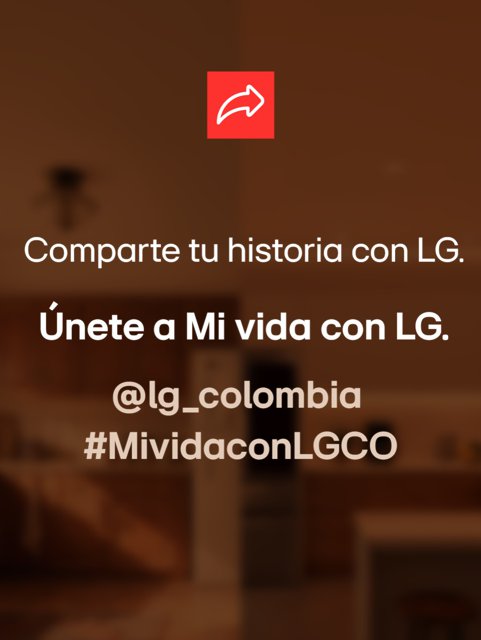 Comparte tu historia con LG.
Únete a Mi vida con LG.
@lg_colombia
#MividaconLGCO